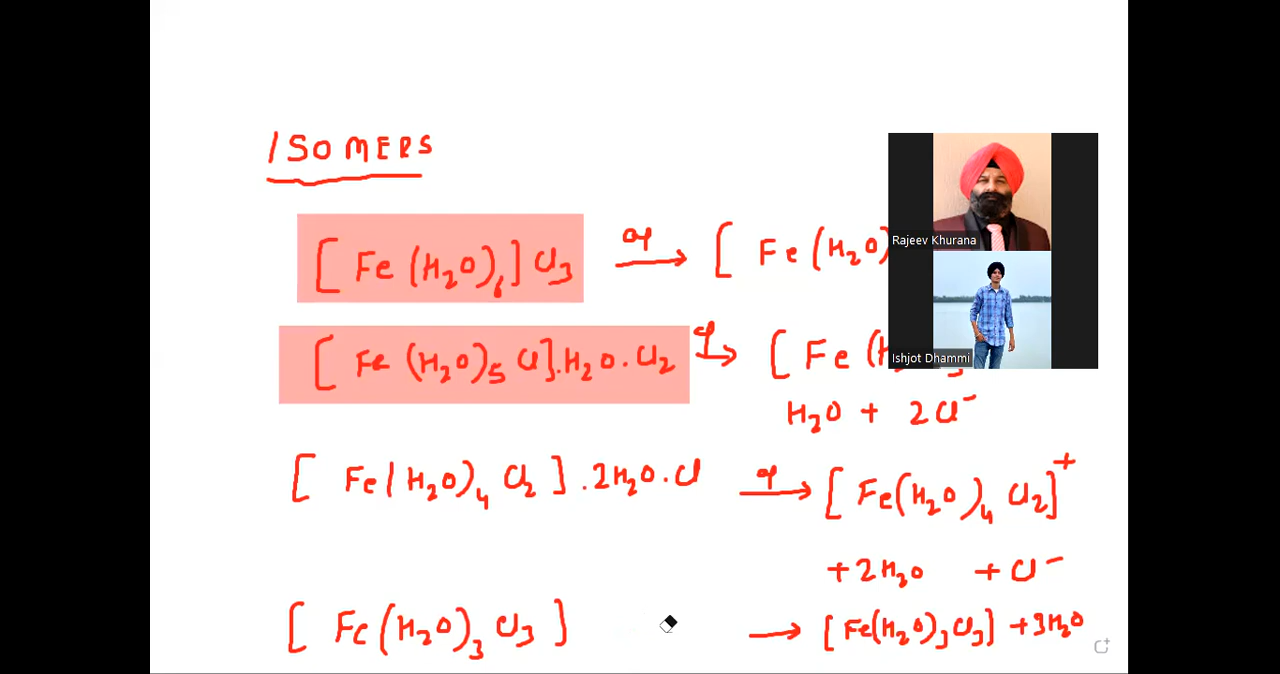 ISOMERS
[Fe(H₂O)₆]Cl₃ aq→ [Fe(H₂O)
Rajeev Khurana
[Fe(H₂O)₅Cl].H₂O.Cl₂ aq→ [Fe(H
Ishjot Dhammi
H₂O + 2Cl⁻
[Fe(H₂O)₄Cl₂].2H₂O.Cl aq→ [Fe(H₂O)₄Cl₂]⁺
+2H₂O +Cl⁻
[Fe(H₂O)₃Cl₃] → [Fe(H₂O)₃Cl₃] +3H₂O